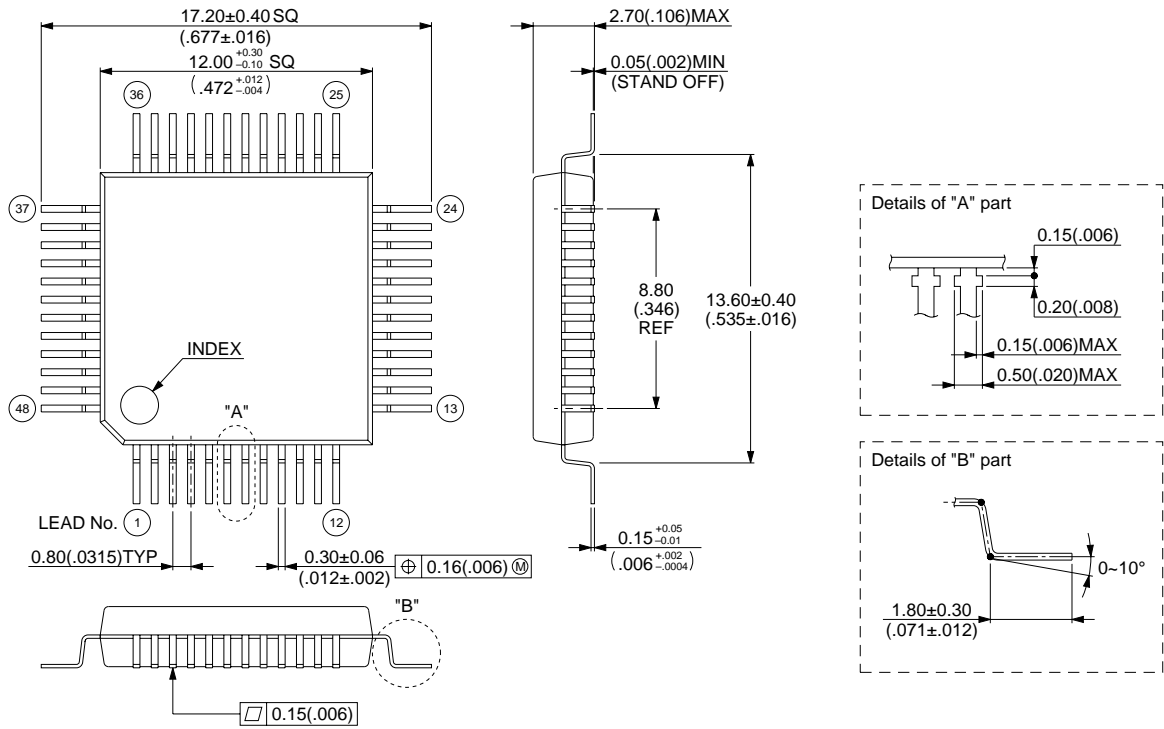 17.20±0.40 SQ
(.677±.016)
12.00 +0.30 −0.10 SQ
(.472 +.012 −.004)
36
25
37
24
INDEX
48
13
"A"
LEAD No. 1
12
0.80(.0315)TYP
0.30±0.06
(.012±.002)
⌖ 0.16(.006) Ⓜ
"B"
▱ 0.15(.006)
2.70(.106)MAX
0.05(.002)MIN
(STAND OFF)
8.80
(.346)
REF
13.60±0.40
(.535±.016)
0.15 +0.05 −0.01
(.006 +.002 −.0004)
Details of "A" part
0.15(.006)
0.20(.008)
0.15(.006)MAX
0.50(.020)MAX
Details of "B" part
0~10°
1.80±0.30
(.071±.012)